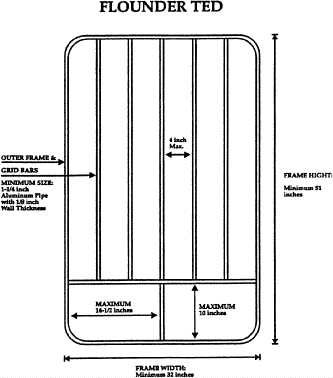 FLOUNDER TED
4 inch
Max.
OUTER FRAME &
GRID BARS
MINIMUM SIZE:
1-1/4 inch
Aluminum Pipe
with 1/8 inch
Wall Thickness
FRAME HIGHT:
Minimum 51
inches
MAXIMUM
16-1/2 inches
MAXIMUM
10 inches
FRAME WIDTH:
Minimum 32 inches